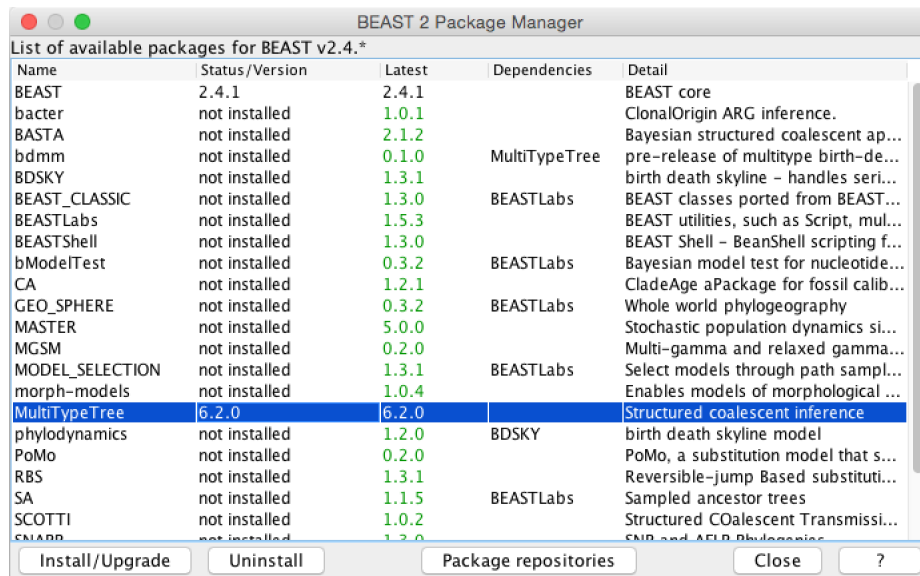 BEAST 2 Package Manager
List of available packages for BEAST v2.4.*
Name Status/Version Latest Dependencies Detail
BEAST 2.4.1 2.4.1 BEAST core
bacter not installed 1.0.1 ClonalOrigin ARG inference.
BASTA not installed 2.1.2 Bayesian structured coalescent ap...
bdmm not installed 0.1.0 MultiTypeTree pre-release of multitype birth-de...
BDSKY not installed 1.3.1 birth death skyline - handles seri...
BEAST_CLASSIC not installed 1.3.0 BEASTLabs BEAST classes ported from BEAST...
BEASTLabs not installed 1.5.3 BEAST utilities, such as Script, mul...
BEASTShell not installed 1.3.0 BEAST Shell - BeanShell scripting f...
bModelTest not installed 0.3.2 BEASTLabs Bayesian model test for nucleotide...
CA not installed 1.2.1 CladeAge aPackage for fossil calib...
GEO_SPHERE not installed 0.3.2 BEASTLabs Whole world phylogeography
MASTER not installed 5.0.0 Stochastic population dynamics si...
MGSM not installed 0.2.0 Multi-gamma and relaxed gamma...
MODEL_SELECTION not installed 1.3.1 BEASTLabs Select models through path sampl...
morph-models not installed 1.0.4 Enables models of morphological ...
MultiTypeTree 6.2.0 6.2.0 Structured coalescent inference
phylodynamics not installed 1.2.0 BDSKY birth death skyline model
PoMo not installed 0.2.0 PoMo, a substitution model that s...
RBS not installed 1.3.1 Reversible-jump Based substituti...
SA not installed 1.1.5 BEASTLabs Sampled ancestor trees
SCOTTI not installed 1.0.2 Structured COalescent Transmissi...
SNAPP not installed 1.3.0 SNP and AFLP Phylogenies
Install/Upgrade Uninstall Package repositories Close ?